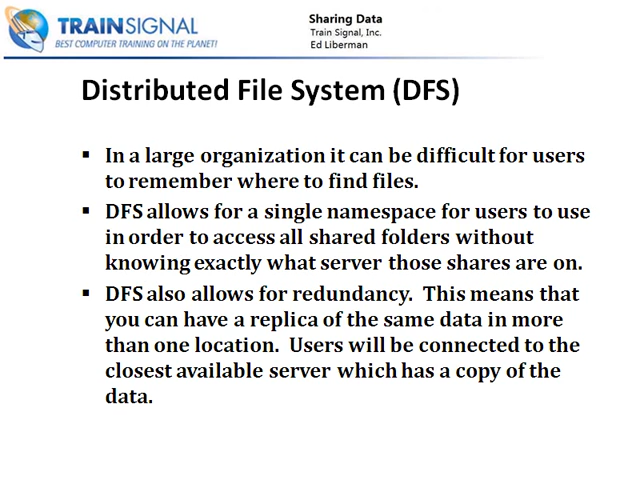 TRAINSIGNAL
BEST COMPUTER TRAINING ON THE PLANET!
Sharing Data
Train Signal, Inc.
Ed Liberman
Distributed File System (DFS)
▪ In a large organization it can be difficult for users
to remember where to find files.
▪ DFS allows for a single namespace for users to use
in order to access all shared folders without
knowing exactly what server those shares are on.
▪ DFS also allows for redundancy.  This means that
you can have a replica of the same data in more
than one location.  Users will be connected to the
closest available server which has a copy of the
data.